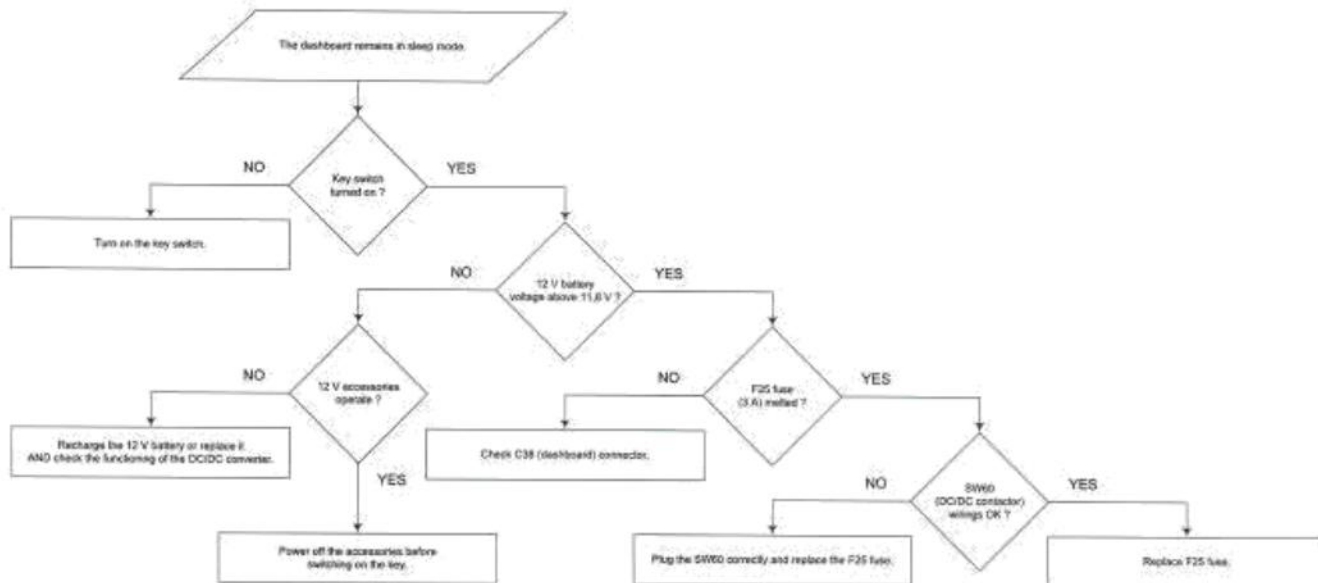 The dashboard remains in sleep mode.
NO
YES
Key switch
turned on ?
Turn on the key switch.
NO
YES
12 V battery
voltage above 11,8 V ?
NO
YES
12 V accessories
operate ?
F25 fuse
(3 A) melted ?
NO
YES
Recharge the 12 V battery or replace it
AND check the functioning of the DC/DC converter.
Check C38 (dashboard) connector.
YES
SW60
(DC/DC contactor)
wirings OK ?
NO
YES
Power off the accessories before
switching on the key.
Plug the SW60 correctly and replace the F25 fuse.
Replace F25 fuse.